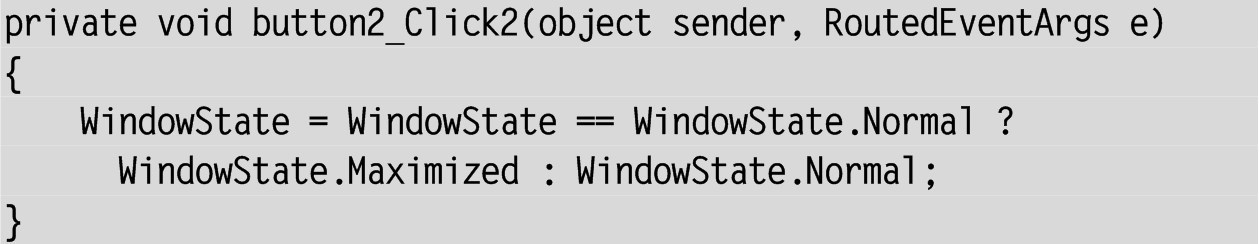 private void button2_Click2(object sender, RoutedEventArgs e)
{
    WindowState = WindowState == WindowState.Normal ?
      WindowState.Maximized : WindowState.Normal;
}